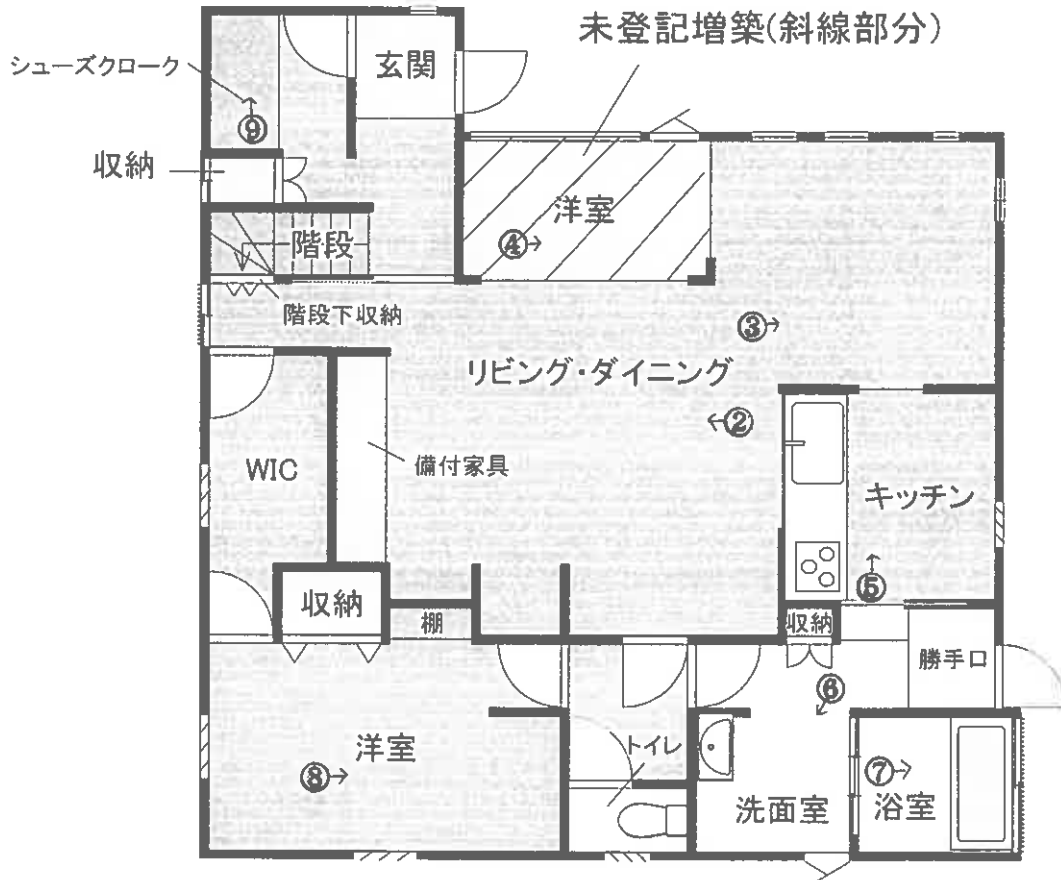 未登記増築(斜線部分)
シューズクローク
玄関
⑨
収納
洋室
④→
階段
階段下収納
③→
リビング・ダイニング
←②
備付家具
WIC
キッチン
⑤
収納
棚
収納
勝手口
⑥
洋室
⑧→
トイレ
洗面室
⑦→
浴室